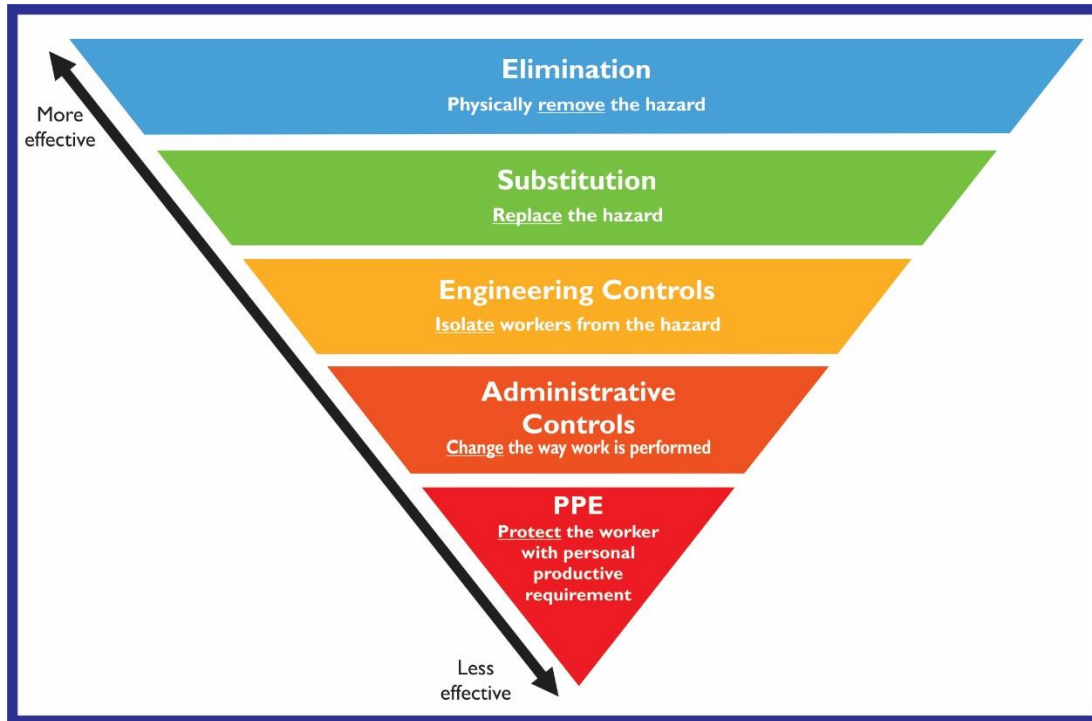 More
effective
Elimination
Physically remove the hazard
Substitution
Replace the hazard
Engineering Controls
Isolate workers from the hazard
Administrative
Controls
Change the way work is performed
PPE
Protect the worker
with personal
productive
requirement
Less
effective